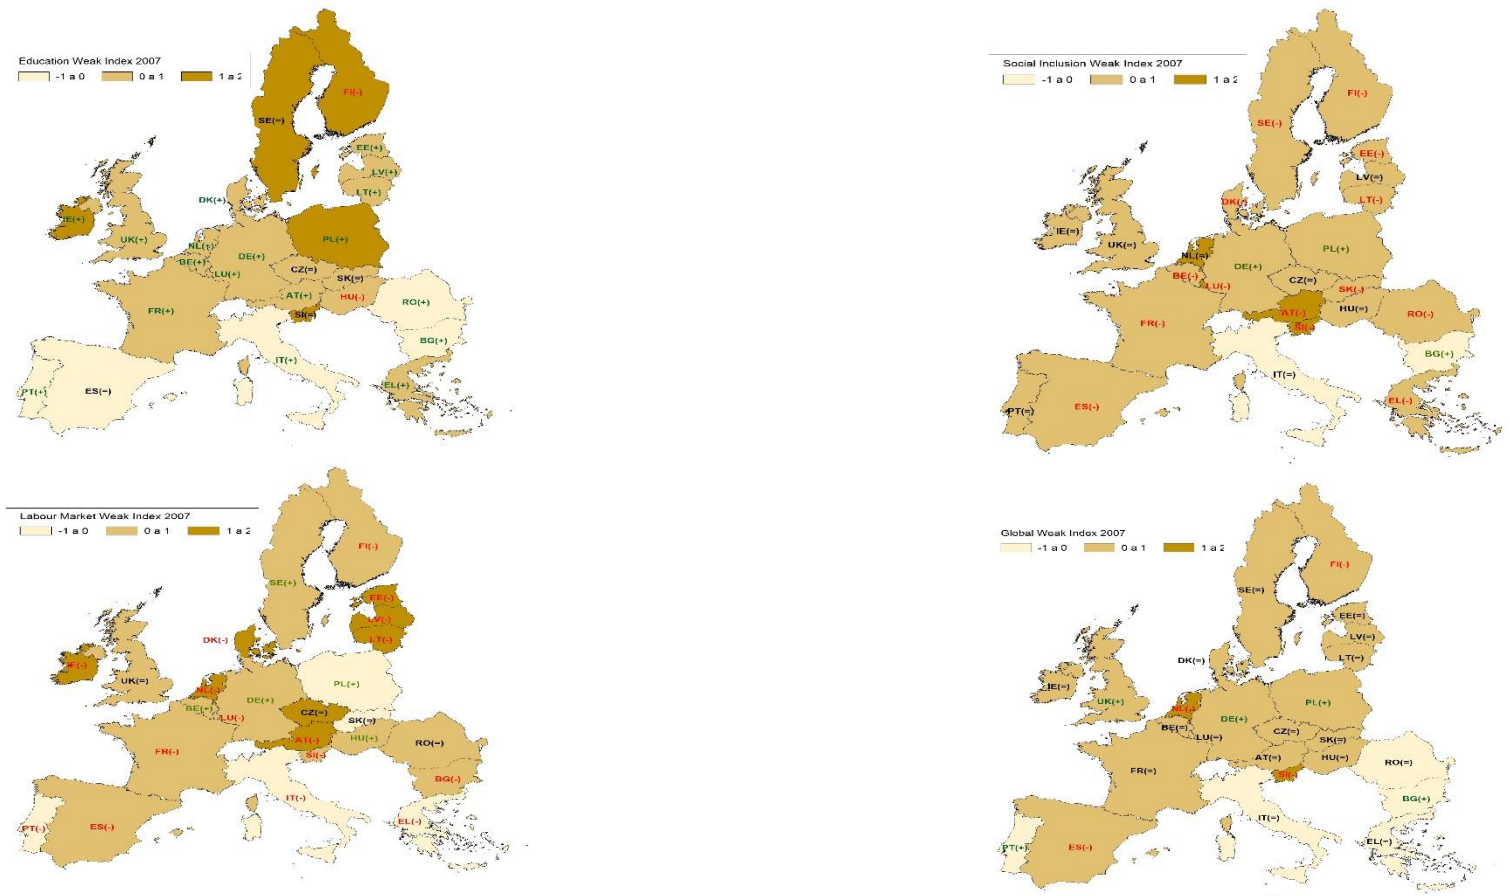 Education Weak Index 2007
-1 a 0 0 a 1 1 a 2
FI(-)
SE(=)
EE(+)
LV(+)
LT(+)
DK(+)
IE(+)
UK(+)
NL(+)
PL(+)
DE(+)
BE(+)
LU(+)
CZ(=)
SK(=)
AT(+)
HU(-)
RO(+)
FR(+)
SI(=)
BG(+)
IT(+)
PT(+)
ES(=)
EL(+)
Social Inclusion Weak Index 2007
-1 a 0 0 a 1 1 a 2
FI(-)
SE(-)
EE(-)
LV(=)
LT(-)
DK(-)
IE(=)
UK(=)
NL(=)
PL(+)
DE(+)
BE(-)
LU(-)
CZ(=)
SK(-)
AT(-)
HU(=)
RO(-)
FR(-)
SI(-)
BG(+)
IT(=)
PT(=)
ES(-)
EL(-)
Labour Market Weak Index 2007
-1 a 0 0 a 1 1 a 2
FI(-)
SE(+)
EE(-)
LV(-)
LT(-)
DK(-)
IE(-)
UK(=)
NL(-)
PL(+)
DE(+)
BE(+)
LU(-)
CZ(=)
SK(=)
AT(-)
HU(+)
RO(=)
FR(-)
SI(-)
BG(-)
IT(-)
PT(-)
ES(-)
EL(-)
Global Weak Index 2007
-1 a 0 0 a 1 1 a 2
FI(-)
SE(=)
EE(=)
LV(=)
LT(=)
DK(=)
IE(=)
UK(+)
NL(-)
PL(+)
DE(+)
BE(=)
LU(=)
CZ(=)
SK(=)
AT(=)
HU(=)
RO(=)
FR(=)
SI(-)
BG(+)
IT(=)
PT(+)
ES(-)
EL(=)